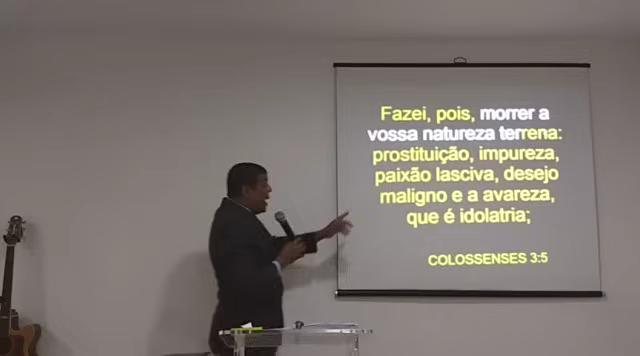 Fazei, pois, morrer a
vossa natureza terrena:
prostituição, impureza,
paixão lasciva, desejo
maligno e a avareza,
que é idolatria;
COLOSSENSES 3:5